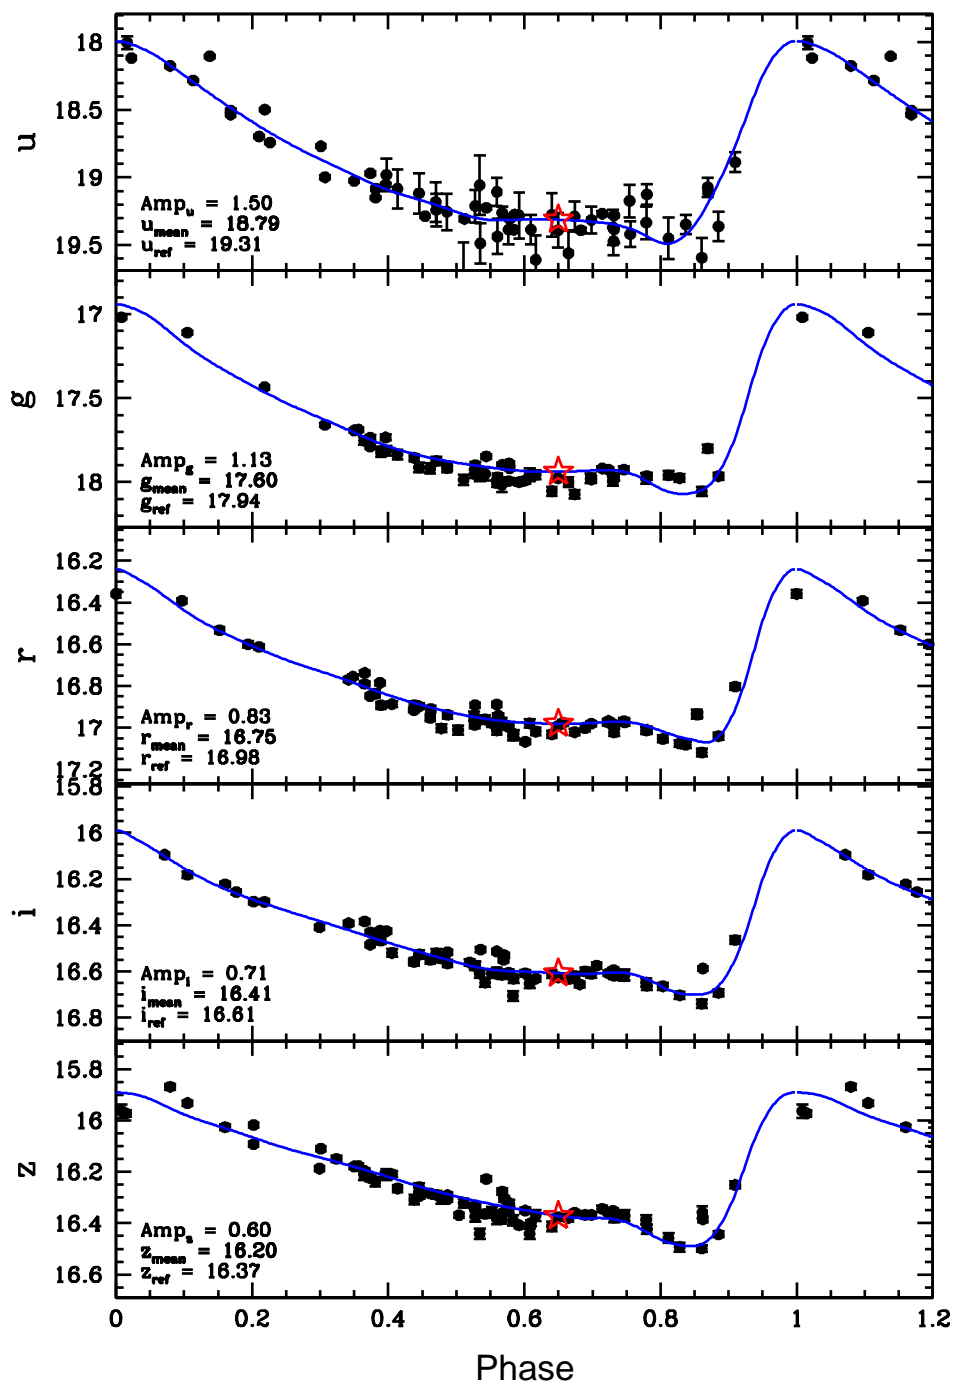 18
18.5
19
19.5
u
Amp_u = 1.50
u_mean = 18.79
u_ref = 19.31
17
17.5
18
g
Amp_g = 1.13
g_mean = 17.60
g_ref = 17.94
16.2
16.4
16.6
16.8
17
17.2
r
Amp_r = 0.83
r_mean = 16.75
r_ref = 16.98
15.8
16
16.2
16.4
16.6
16.8
i
Amp_i = 0.71
i_mean = 16.41
i_ref = 16.61
15.8
16
16.2
16.4
16.6
z
Amp_z = 0.60
z_mean = 16.20
z_ref = 16.37
0 0.2 0.4 0.6 0.8 1 1.2
Phase